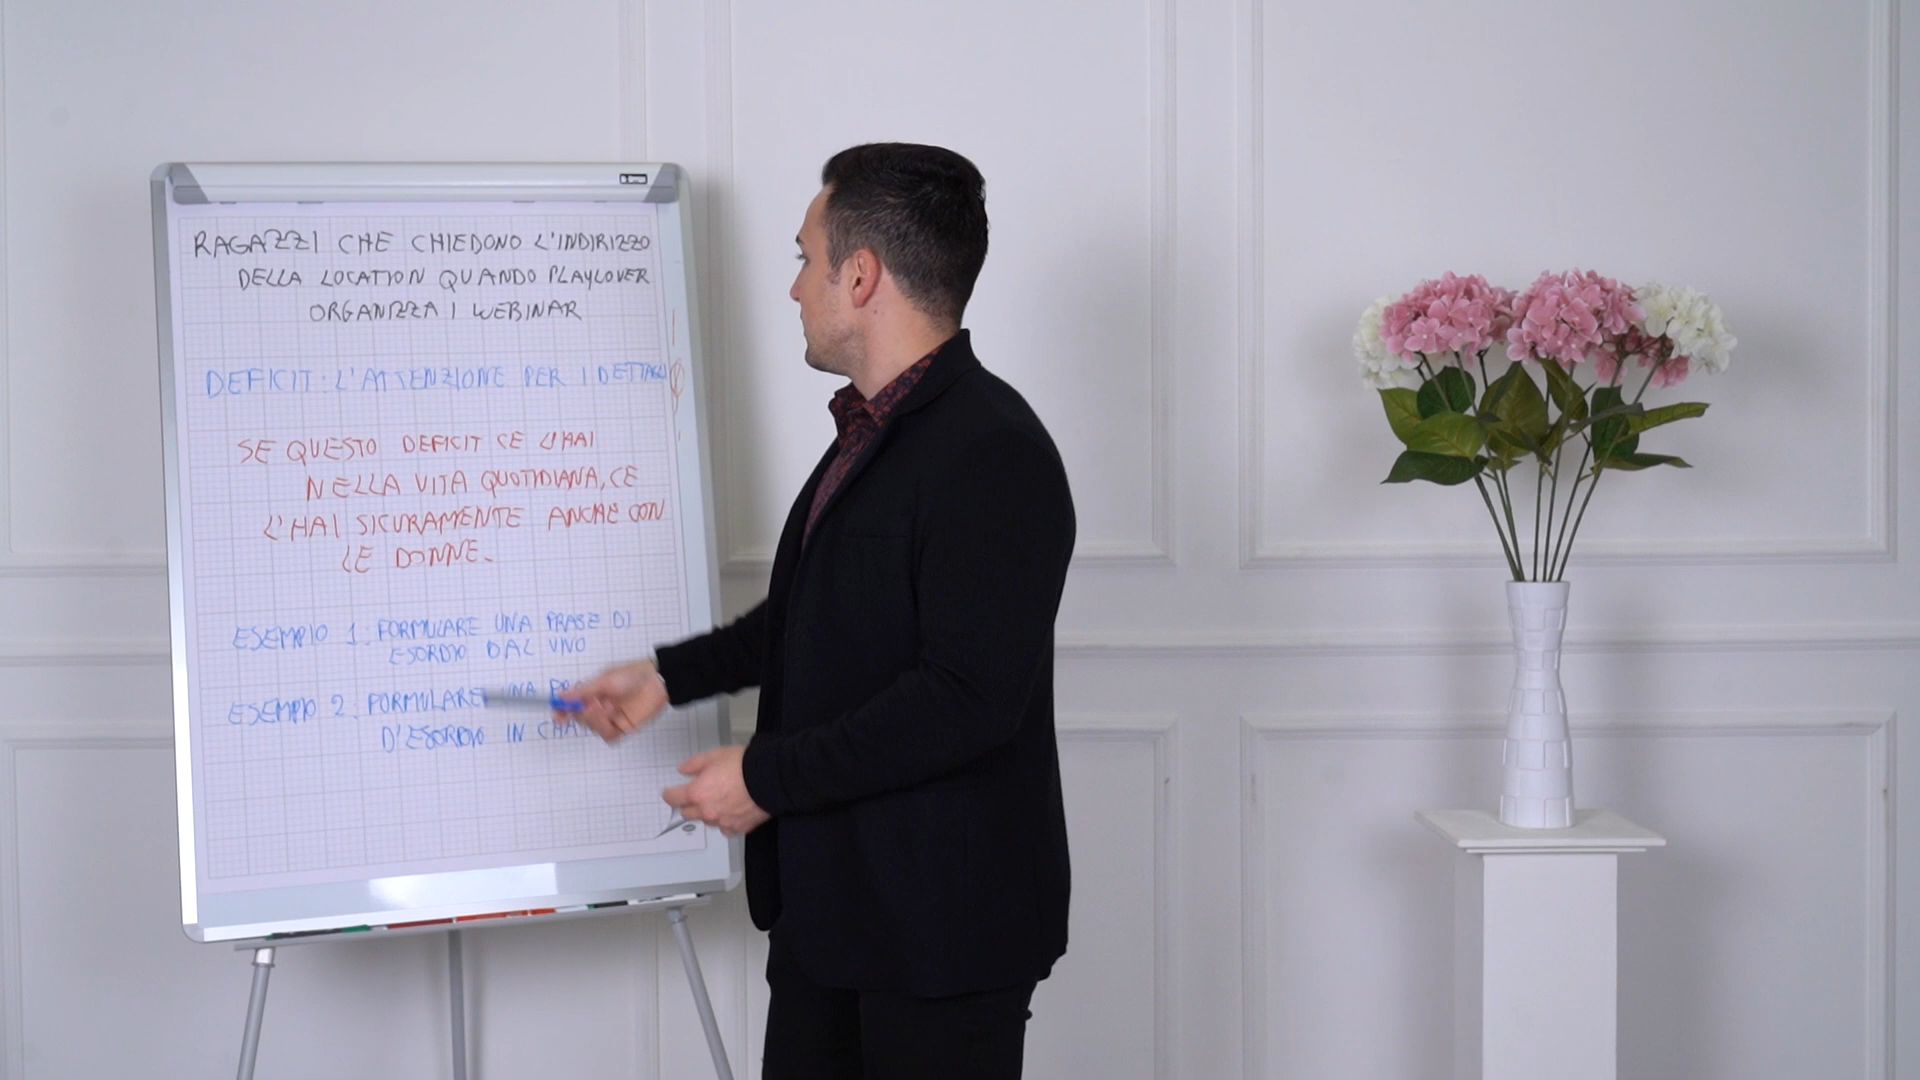 RAGAZZI CHE CHIEDONO L'INDIRIZZO
DELLA LOCATION QUANDO PLAYLOVER
ORGANIZZA I WEBINAR
DEFICIT: L'ATTENZIONE PER I DETTAGLI
SE QUESTO DEFICIT CE L'HAI
NELLA VITA QUOTIDIANA, CE
L'HAI SICURAMENTE ANCHE CON
LE DONNE.
ESEMPIO 1: FORMULARE UNA FRASE DI
ESORDIO DAL VIVO
ESEMPIO 2: FORMULARE UNA
D'ESORDIO IN